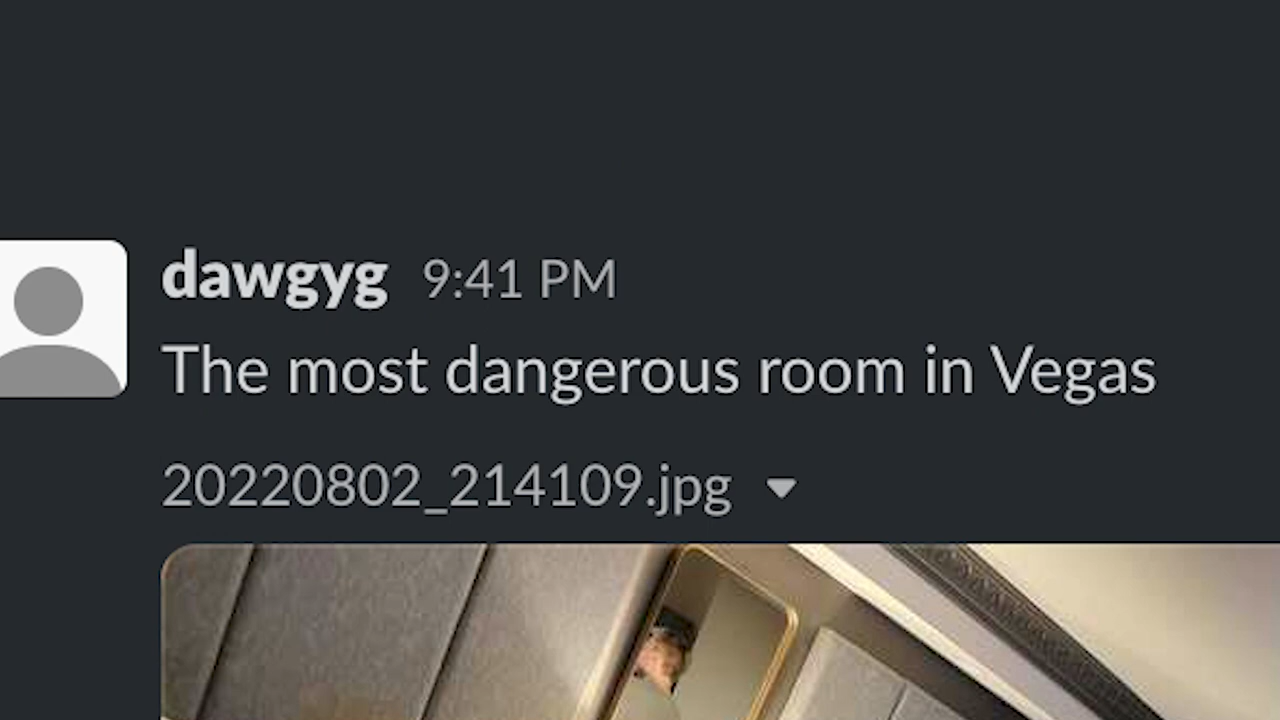 dawgyg 9:41 PM
The most dangerous room in Vegas
20220802_214109.jpg